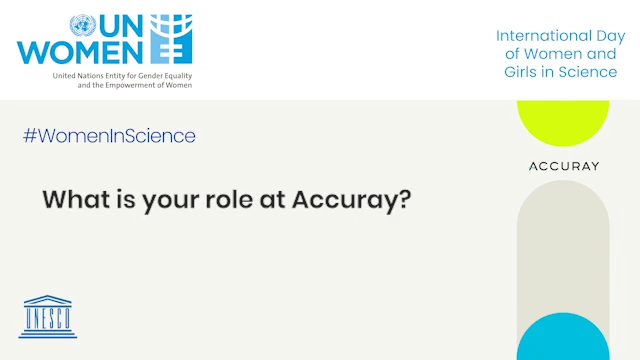 UN
WOMEN
United Nations Entity for Gender Equality
and the Empowerment of Women
International Day
of Women and
Girls in Science
#WomenInScience
ACCURAY
What is your role at Accuray?
UNESCO